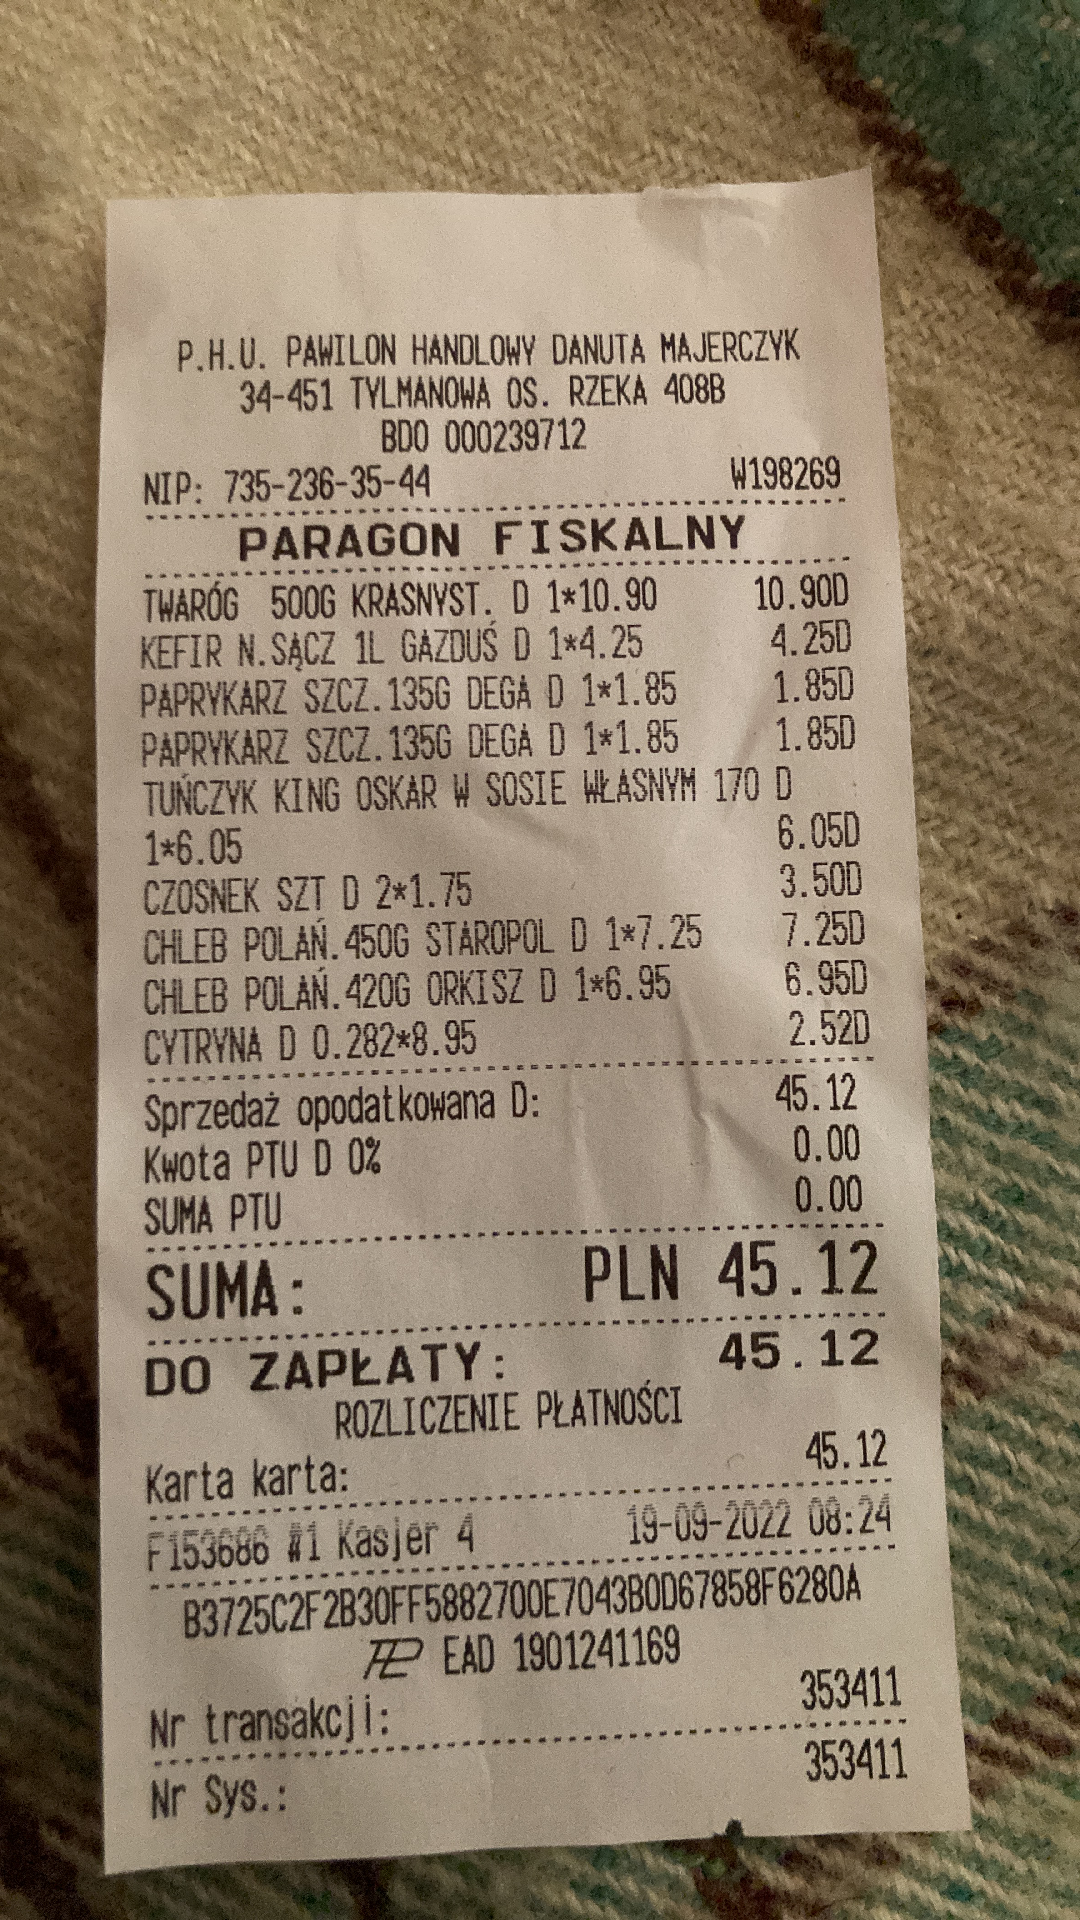 P.H.U. PAWILON HANDLOWY DANUTA MAJERCZYK
34-451 TYLMANOWA OS. RZEKA 408B
BDO 000239712
NIP: 735-236-35-44 W198269
PARAGON FISKALNY
TWARÓG 500G KRASNYST. D 1*10.90 10.90D
KEFIR N.SĄCZ 1L GAZDUŚ D 1*4.25 4.25D
PAPRYKARZ SZCZ.135G DEGA D 1*1.85 1.85D
PAPRYKARZ SZCZ.135G DEGA D 1*1.85 1.85D
TUŃCZYK KING OSKAR W SOSIE WŁASNYM 170 D
1*6.05 6.05D
CZOSNEK SZT D 2*1.75 3.50D
CHLEB POLAŃ.450G STAROPOL D 1*7.25 7.25D
CHLEB POLAŃ.420G ORKISZ D 1*6.95 6.95D
CYTRYNA D 0.282*8.95 2.52D
Sprzedaż opodatkowana D: 45.12
Kwota PTU D 0% 0.00
SUMA PTU 0.00
SUMA: PLN 45.12
DO ZAPŁATY: 45.12
ROZLICZENIE PŁATNOŚCI
Karta karta: 45.12
F153686 #1 Kasjer 4 19-09-2022 08:24
B3725C2F2B30FF5882700E7043B0D67858F6280A
EAD 1901241169
Nr transakcji: 353411
Nr Sys.: 353411